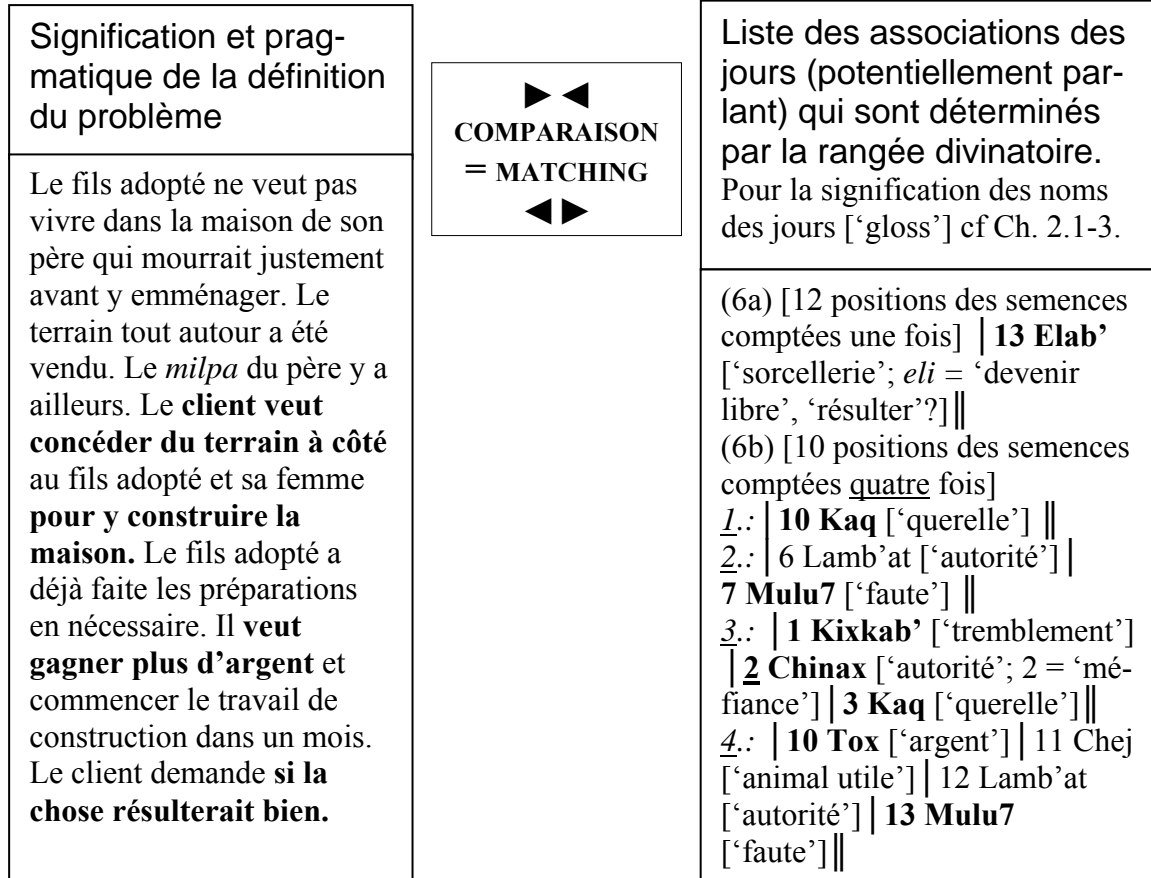 Signification et prag-
matique de la définition
du problème
Le fils adopté ne veut pas
vivre dans la maison de son
père qui mourrait justement
avant y emménager. Le
terrain tout autour a été
vendu. Le milpa du père y a
ailleurs. Le client veut
concéder du terrain à côté
au fils adopté et sa femme
pour y construire la
maison. Le fils adopté a
déjà faite les préparations
en nécessaire. Il veut
gagner plus d’argent et
commencer le travail de
construction dans un mois.
Le client demande si la
chose résulterait bien.
►◄
COMPARAISON
= MATCHING
◄►
Liste des associations des
jours (potentiellement par-
lant) qui sont déterminés
par la rangée divinatoire.
Pour la signification des noms
des jours [‘gloss’] cf Ch. 2.1-3.
(6a) [12 positions des semences
comptées une fois] │13 Elab’
[‘sorcellerie’; eli = ‘devenir
libre’, ‘résulter’?]║
(6b) [10 positions des semences
comptées quatre fois]
1.:│10 Kaq [‘querelle’] ║
2.:│6 Lamb’at [‘autorité’]│
7 Mulu7 [‘faute’] ║
3.: │1 Kixkab’ [‘tremblement’]
│2 Chinax [‘autorité’; 2 = ‘mé-
fiance’]│3 Kaq [‘querelle’]║
4.: │10 Tox [‘argent’]│11 Chej
[‘animal utile’]│12 Lamb’at
[‘autorité’]│13 Mulu7
[‘faute’]║